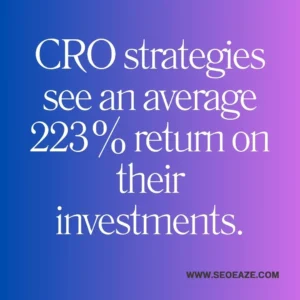 CRO strategies
see an average
223% return on
their
investments.
WWW.SEOEAZE.COM